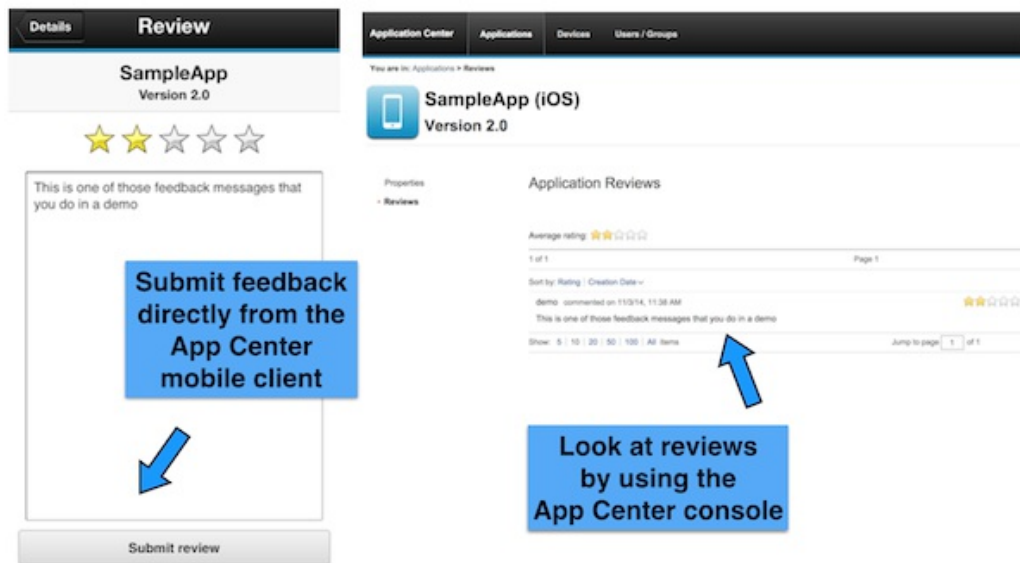 Details
Review
SampleApp
Version 2.0
This is one of those feedback messages that
you do in a demo
Submit feedback
directly from the
App Center
mobile client
Submit review
Application Center Applications Devices Users / Groups
You are in: Applications > Reviews
SampleApp (iOS)
Version 2.0
Properties
Reviews
Application Reviews
Average rating:
1 of 1 Page 1
Sort by: Rating | Creation Date
demo commented on 11/3/14, 11:38 AM
This is one of those feedback messages that you do in a demo
Show: 5 | 10 | 20 | 50 | 100 | All items Jump to page 1 of 1
Look at reviews
by using the
App Center console